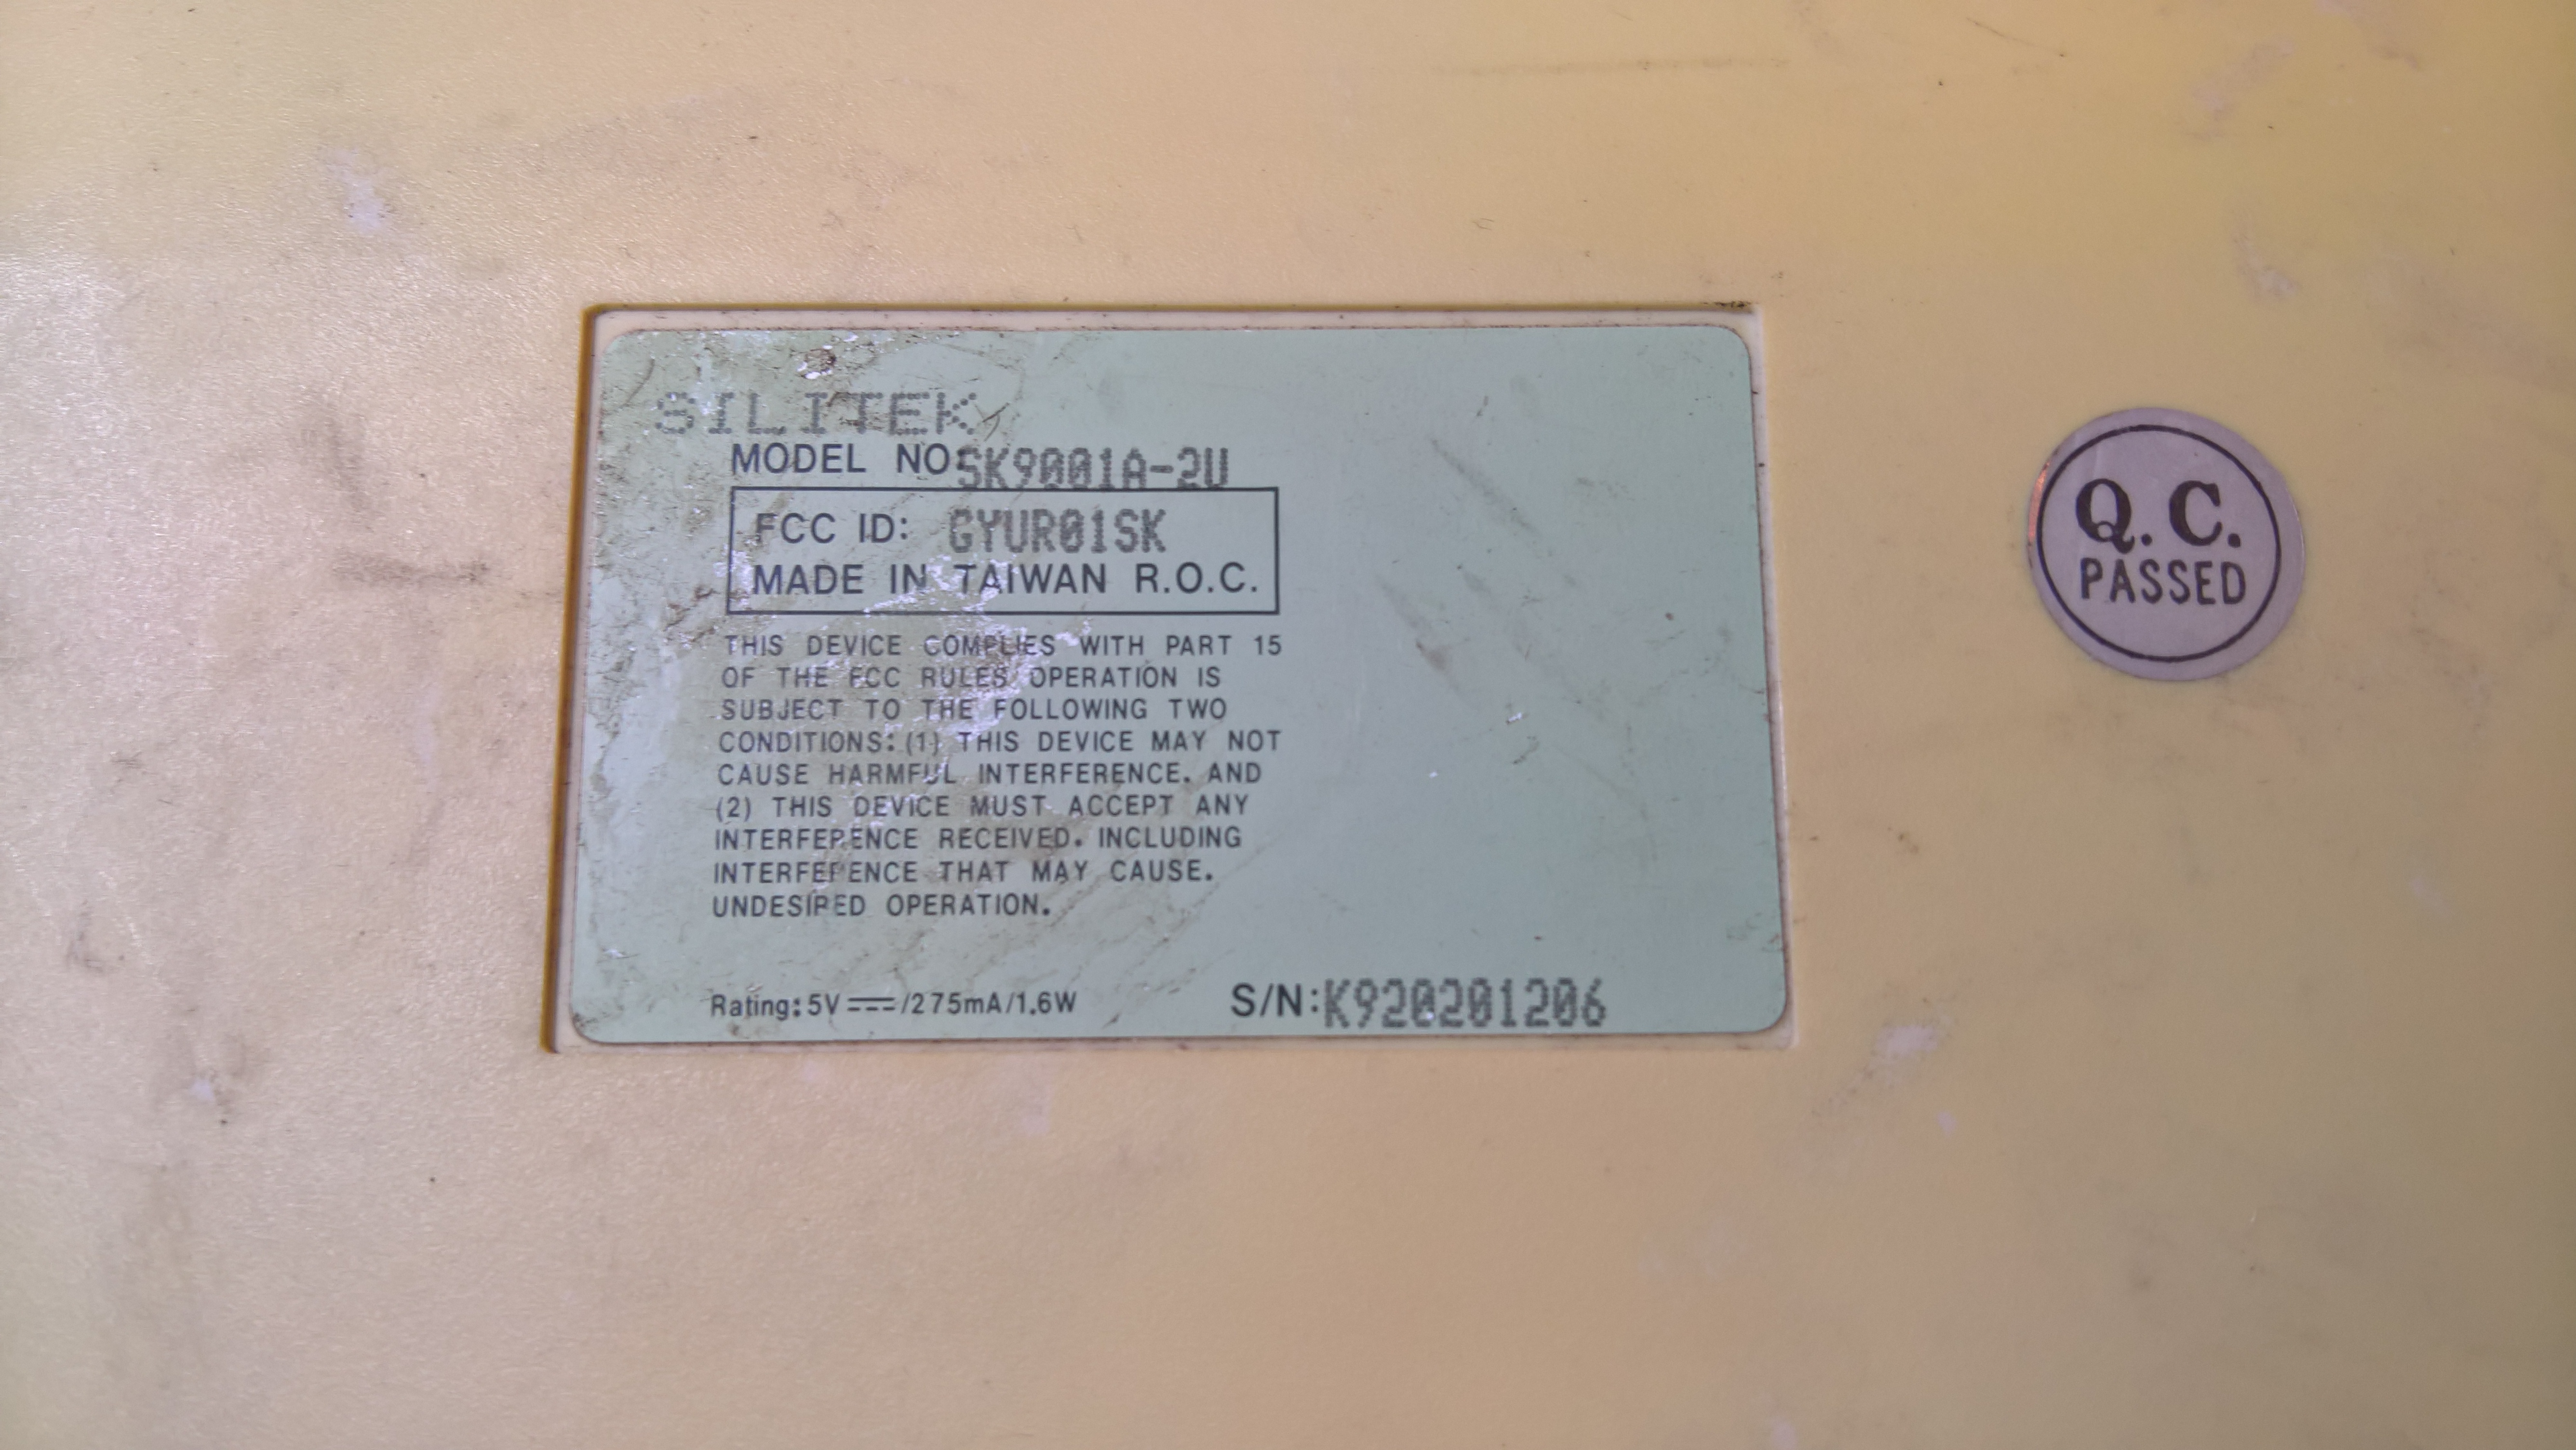 SILITEK
MODEL NO:SK9001A-2U
FCC ID: GYUR01SK
MADE IN TAIWAN R.O.C.
THIS DEVICE COMPLIES WITH PART 15
OF THE FCC RULES OPERATION IS
SUBJECT TO THE FOLLOWING TWO
CONDITIONS: (1) THIS DEVICE MAY NOT
CAUSE HARMFUL INTERFERENCE. AND
(2) THIS DEVICE MUST ACCEPT ANY
INTERFERENCE RECEIVED. INCLUDING
INTERFERENCE THAT MAY CAUSE.
UNDESIRED OPERATION.
Rating: 5V ⎓/275mA/1.6W
S/N:K920201206
Q.C.
PASSED